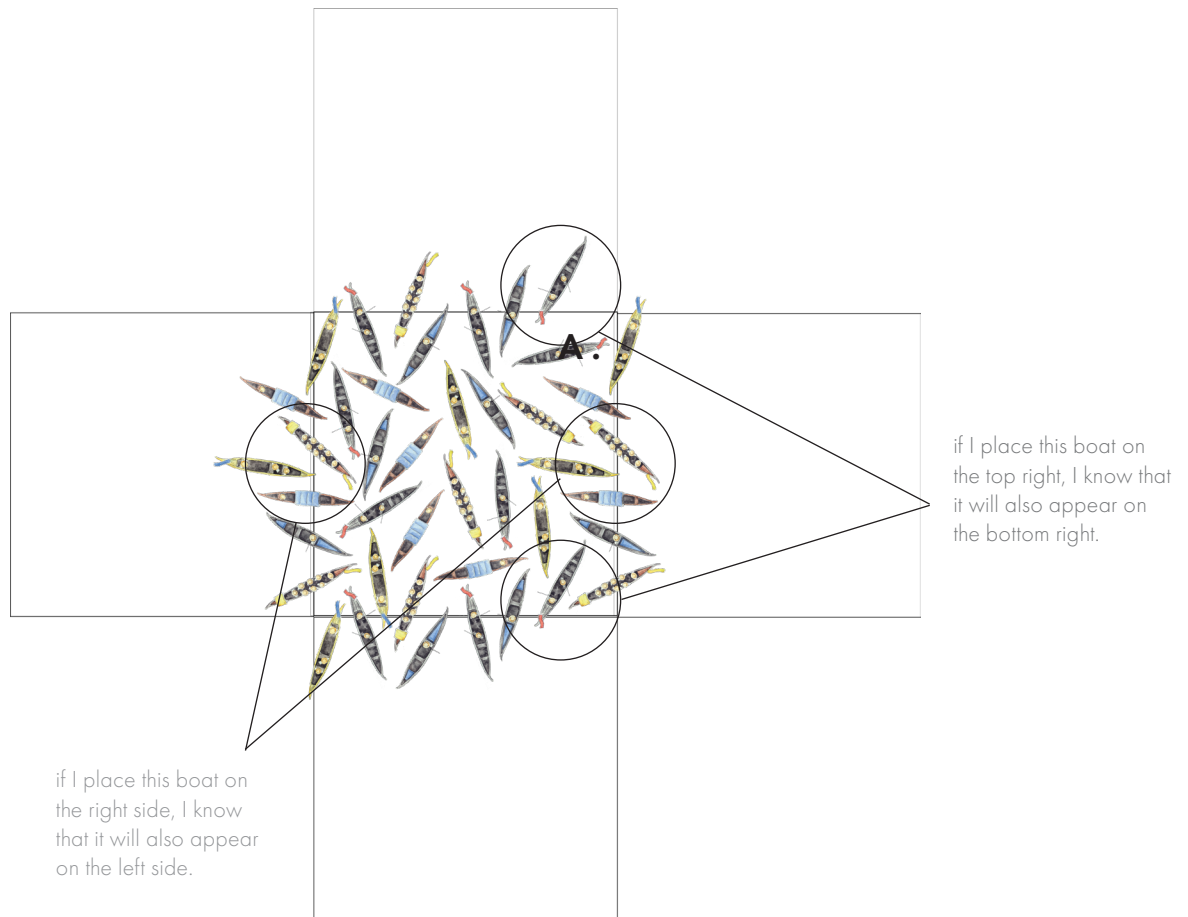 A.
if I place this boat on
the top right, I know that
it will also appear on
the bottom right.
if I place this boat on
the right side, I know
that it will also appear
on the left side.